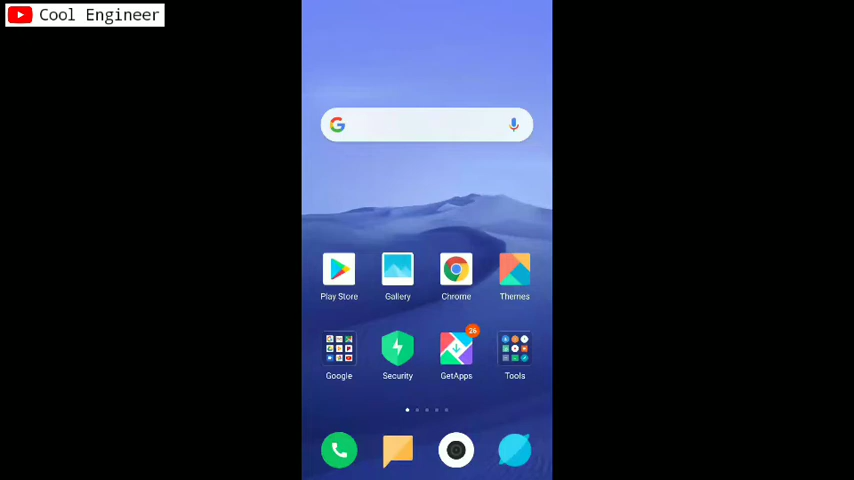 Cool Engineer
Play Store
Gallery
Chrome
Themes
26
Google
Security
GetApps
Tools